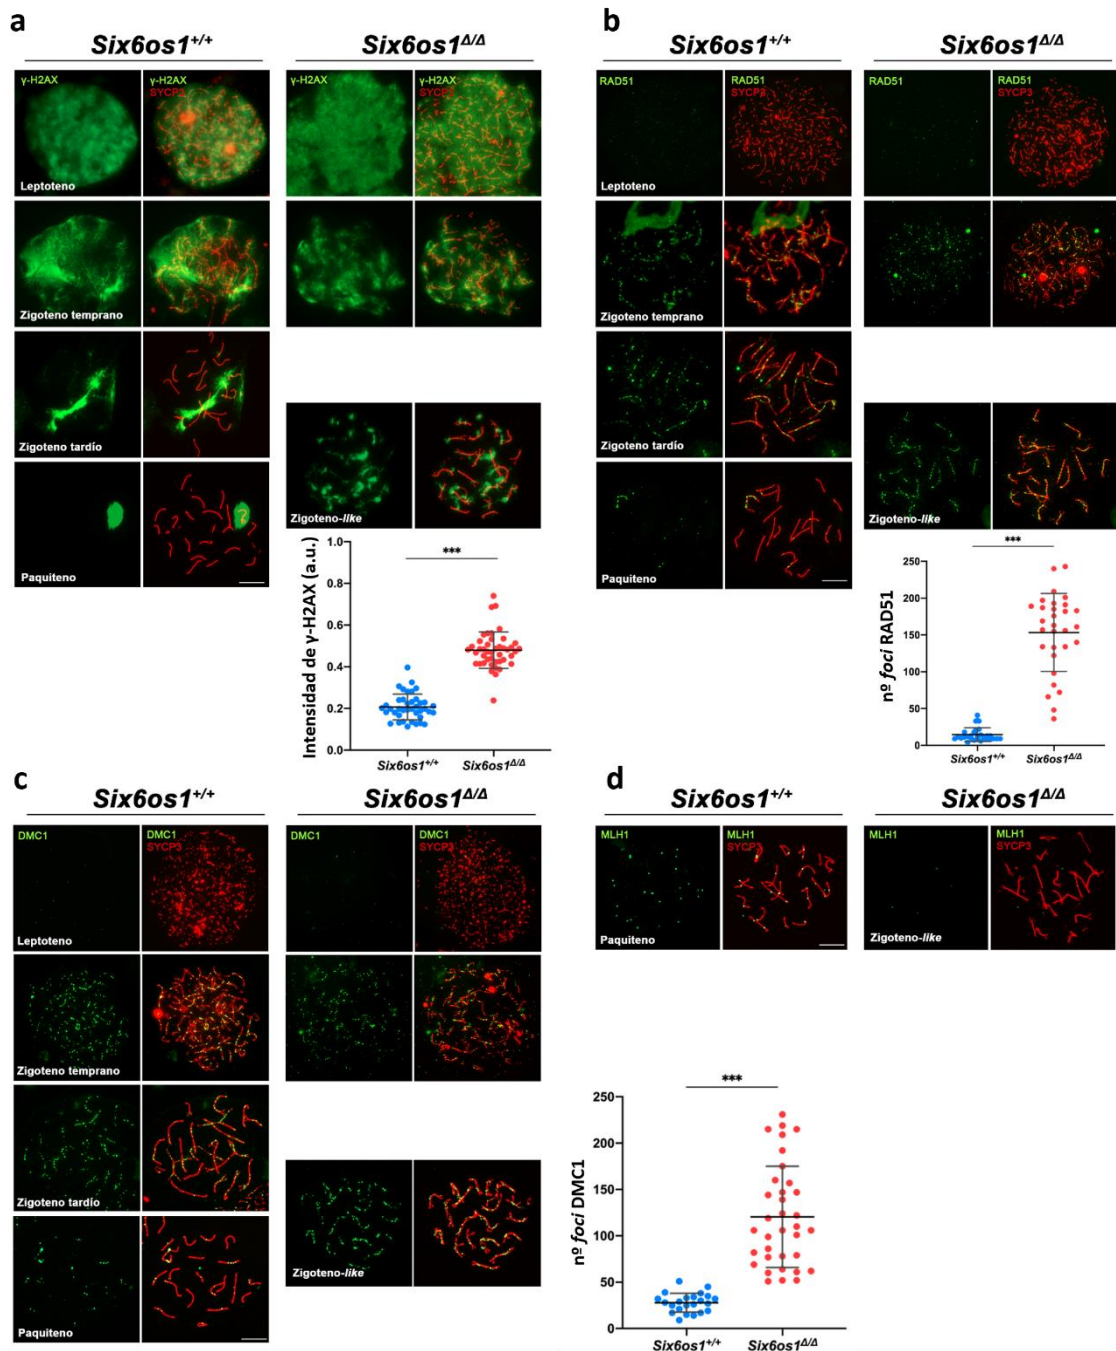 a
Six6os1+/+
Six6os1Δ/Δ
γ-H2AX
γ-H2AX
SYCP3
γ-H2AX
γ-H2AX
SYCP3
Leptoteno
Zigoteno temprano
Zigoteno tardío
Zigoteno-like
Paquiteno
Intensidad de γ-H2AX (a.u.)
1.0
0.8
0.6
0.4
0.2
0.0
***
Six6os1+/+
Six6os1Δ/Δ
b
Six6os1+/+
Six6os1Δ/Δ
RAD51
RAD51
SYCP3
RAD51
RAD51
SYCP3
Leptoteno
Zigoteno temprano
Zigoteno tardío
Zigoteno-like
Paquiteno
nº foci RAD51
250
200
150
100
50
0
***
Six6os1+/+
Six6os1Δ/Δ
c
Six6os1+/+
Six6os1Δ/Δ
DMC1
DMC1
SYCP3
DMC1
DMC1
SYCP3
Leptoteno
Zigoteno temprano
Zigoteno tardío
Zigoteno-like
Paquiteno
nº foci DMC1
250
200
150
100
50
0
***
Six6os1+/+
Six6os1Δ/Δ
d
Six6os1+/+
Six6os1Δ/Δ
MLH1
MLH1
SYCP3
MLH1
MLH1
SYCP3
Paquiteno
Zigoteno-like